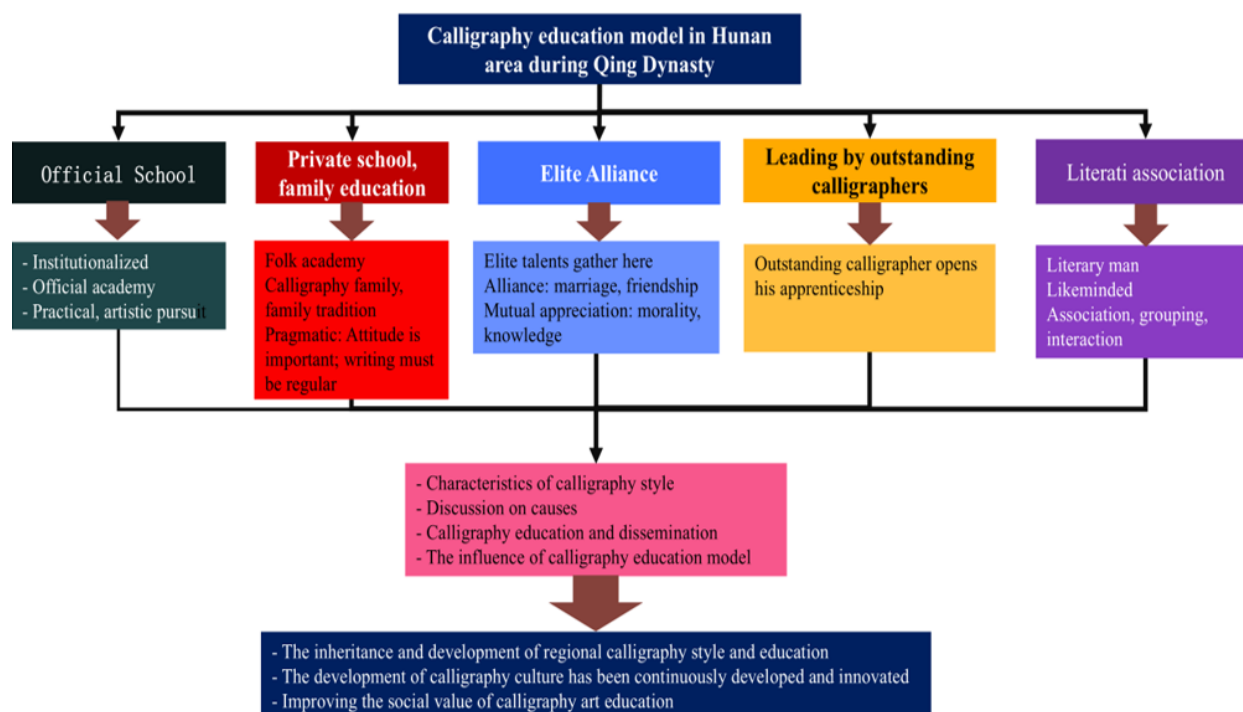 Calligraphy education model in Hunan
area during Qing Dynasty
Official School
Private school,
family education
Elite Alliance
Leading by outstanding
calligraphers
Literati association
- Institutionalized
- Official academy
- Practical, artistic pursuit
Folk academy
Calligraphy family,
family tradition
Pragmatic: Attitude is
important; writing must
be regular
Elite talents gather here
Alliance: marriage, friendship
Mutual appreciation: morality,
knowledge
Outstanding calligrapher opens
his apprenticeship
Literary man
Likeminded
Association, grouping,
interaction
- Characteristics of calligraphy style
- Discussion on causes
- Calligraphy education and dissemination
- The influence of calligraphy education model
- The inheritance and development of regional calligraphy style and education
- The development of calligraphy culture has been continuously developed and innovated
- Improving the social value of calligraphy art education